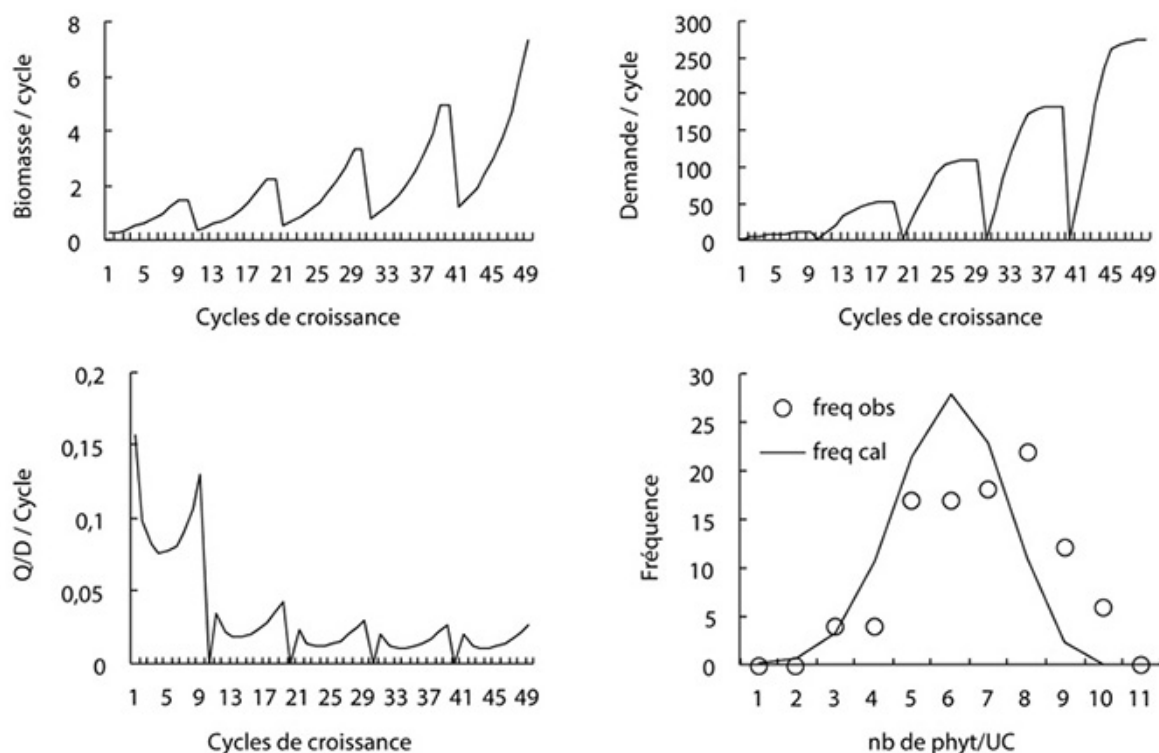 Biomasse / cycle
8
6
4
2
0
1 5 9 13 17 21 25 29 33 37 41 45 49
Cycles de croissance
Demande / cycle
300
250
200
150
100
50
0
1 5 9 13 17 21 25 29 33 37 41 45 49
Cycles de croissance
Q/D / Cycle
0,2
0,15
0,1
0,05
0
1 5 9 13 17 21 25 29 33 37 41 45 49
Cycles de croissance
Fréquence
30
25
20
15
10
5
0
freq obs
freq cal
1 2 3 4 5 6 7 8 9 10 11
nb de phyt/UC